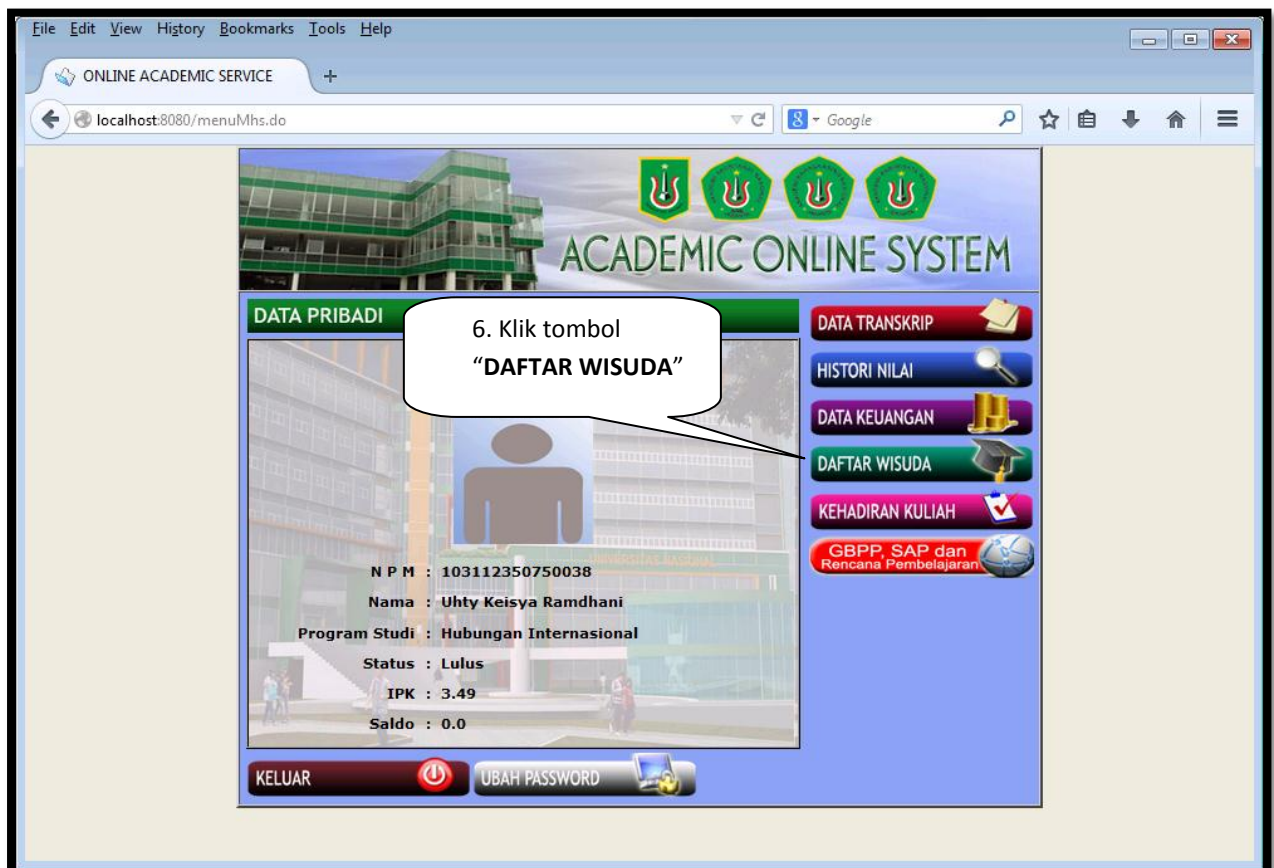 File Edit View History Bookmarks Tools Help
ONLINE ACADEMIC SERVICE +
localhost:8080/menuMhs.do
8 Google
ACADEMIC ONLINE SYSTEM
DATA PRIBADI
6. Klik tombol
“DAFTAR WISUDA”
DATA TRANSKRIP
HISTORI NILAI
DATA KEUANGAN
DAFTAR WISUDA
KEHADIRAN KULIAH
GBPP, SAP dan
Rencana Pembelajaran
UNIVERSITAS NASIONAL
N P M : 103112350750038
Nama : Uhty Keisya Ramdhani
Program Studi : Hubungan Internasional
Status : Lulus
IPK : 3.49
Saldo : 0.0
KELUAR
UBAH PASSWORD